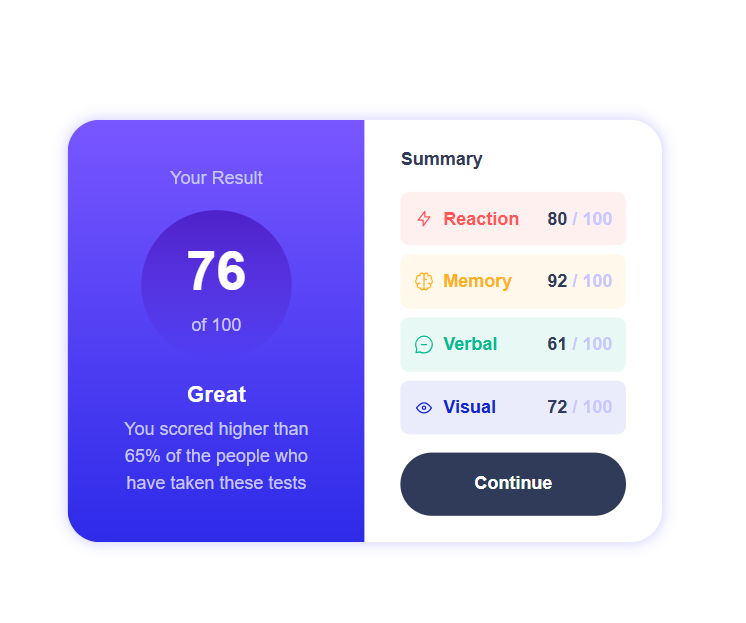 Your Result
76
of 100
Great
You scored higher than
65% of the people who
have taken these tests
Summary
Reaction 80 / 100
Memory 92 / 100
Verbal 61 / 100
Visual 72 / 100
Continue